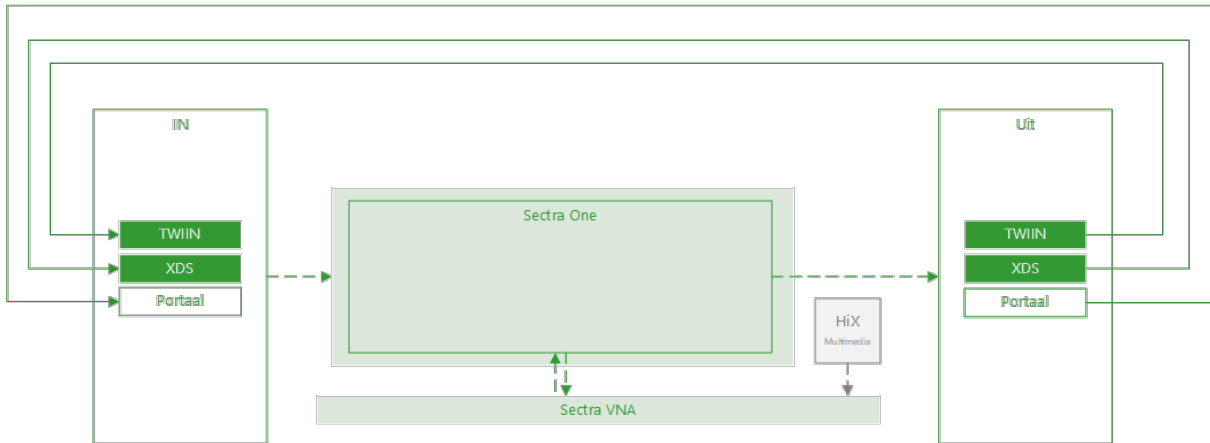 IN
Uit
Sectra One
TWIIN
XDS
Portaal
TWIIN
XDS
Portaal
HiX
Multimedia
Sectra VNA